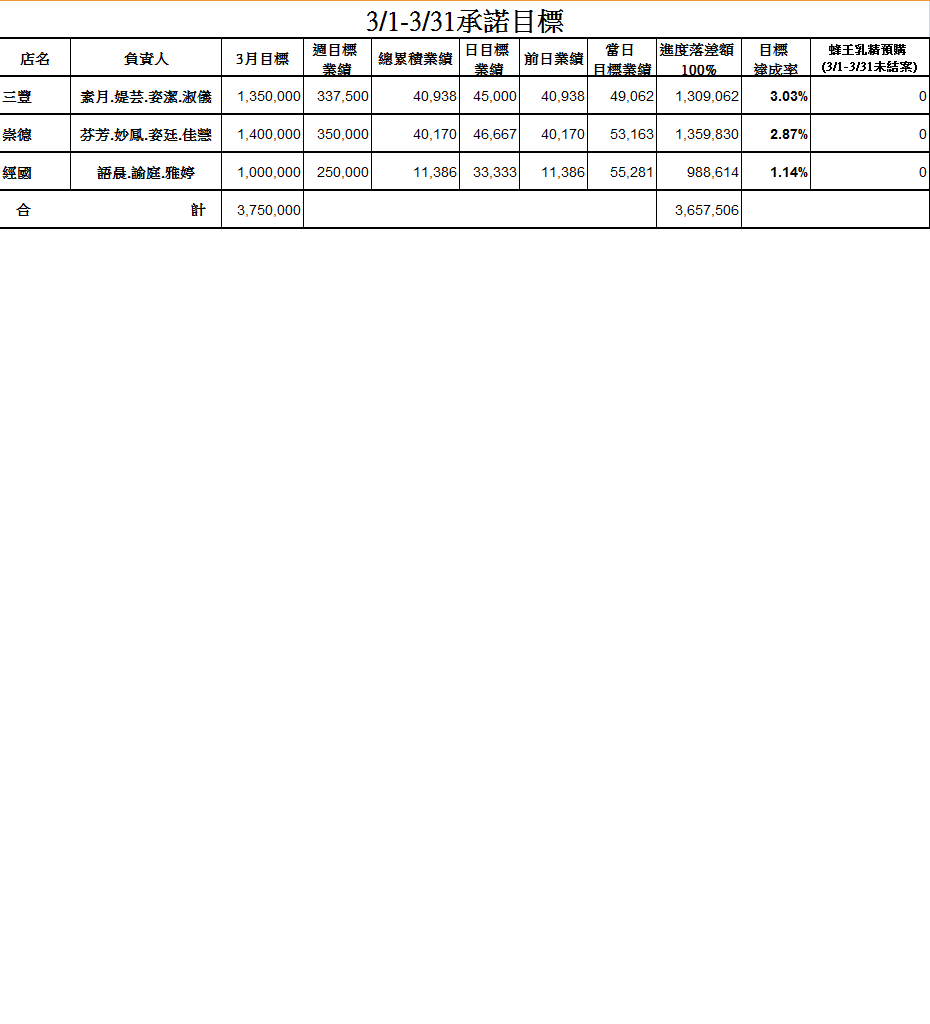 3/1-3/31承諾目標
店名 負責人 3月目標 週目標業績 總累積業績 日目標業績 前日業績 當日目標業績 進度落差額100% 目標達成率 蜂王乳精預購(3/1-3/31未結案)
三豐 素月.媞芸.姿潔.淑儀 1,350,000 337,500 40,938 45,000 40,938 49,062 1,309,062 3.03% 0
崇德 芬芳.妙鳳.姿廷.佳慧 1,400,000 350,000 40,170 46,667 40,170 53,163 1,359,830 2.87% 0
經國 語晨.諭庭.雅婷 1,000,000 250,000 11,386 33,333 11,386 55,281 988,614 1.14% 0
合計 3,750,000 3,657,506